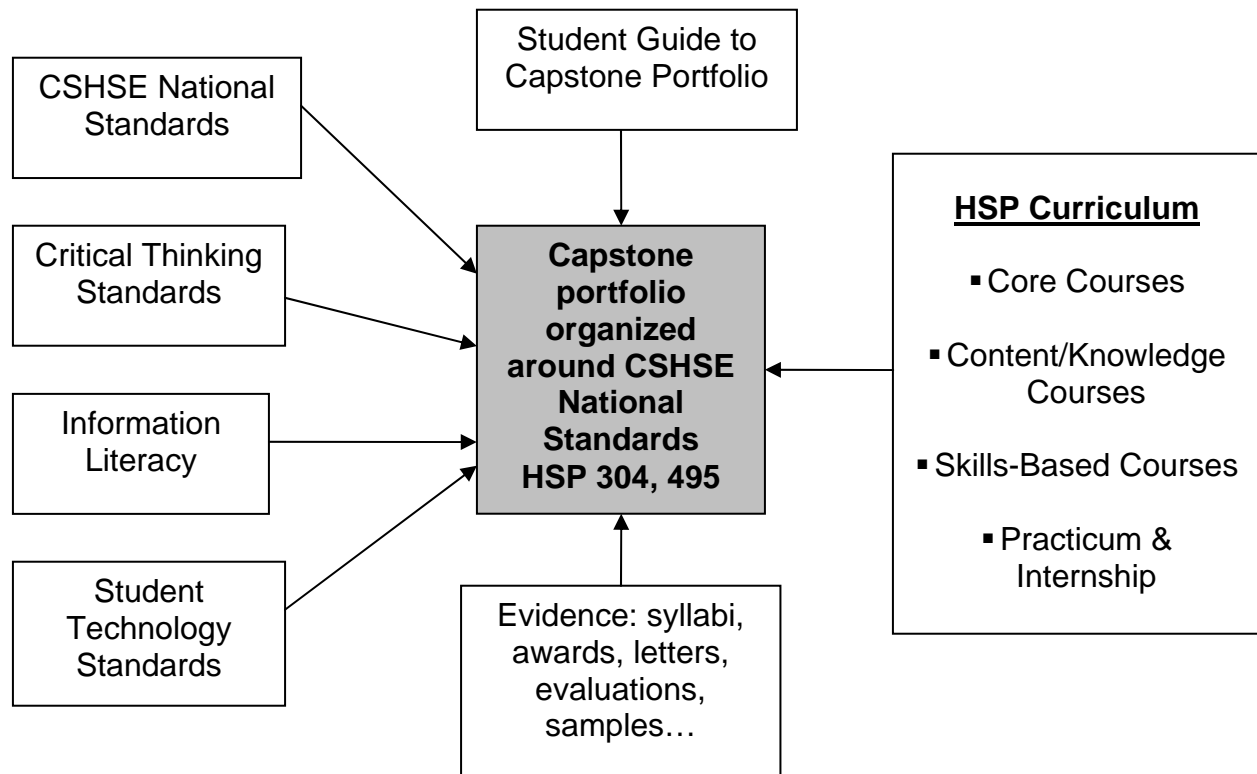 Student Guide to
Capstone Portfolio
CSHSE National
Standards
Critical Thinking
Standards
Information
Literacy
Student
Technology
Standards
Capstone
portfolio
organized
around CSHSE
National
Standards
HSP 304, 495
Evidence: syllabi,
awards, letters,
evaluations,
samples…
HSP Curriculum
▪ Core Courses
▪ Content/Knowledge
Courses
▪ Skills-Based Courses
▪ Practicum &
Internship